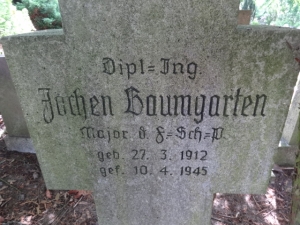 Dipl=Ing.
Jochen Baumgarten
Major d. F=Sch=P.
geb. 27. 3. 1912
gef. 10. 4. 1945